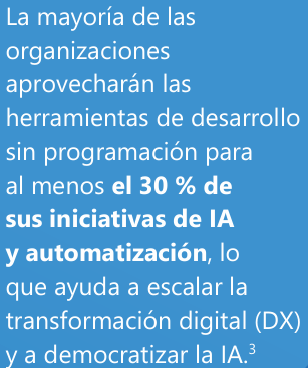 La mayoría de las
organizaciones
aprovecharán las
herramientas de desarrollo
sin programación para
al menos el 30 % de
sus iniciativas de IA
y automatización, lo
que ayuda a escalar la
transformación digital (DX)
y a democratizar la IA.³